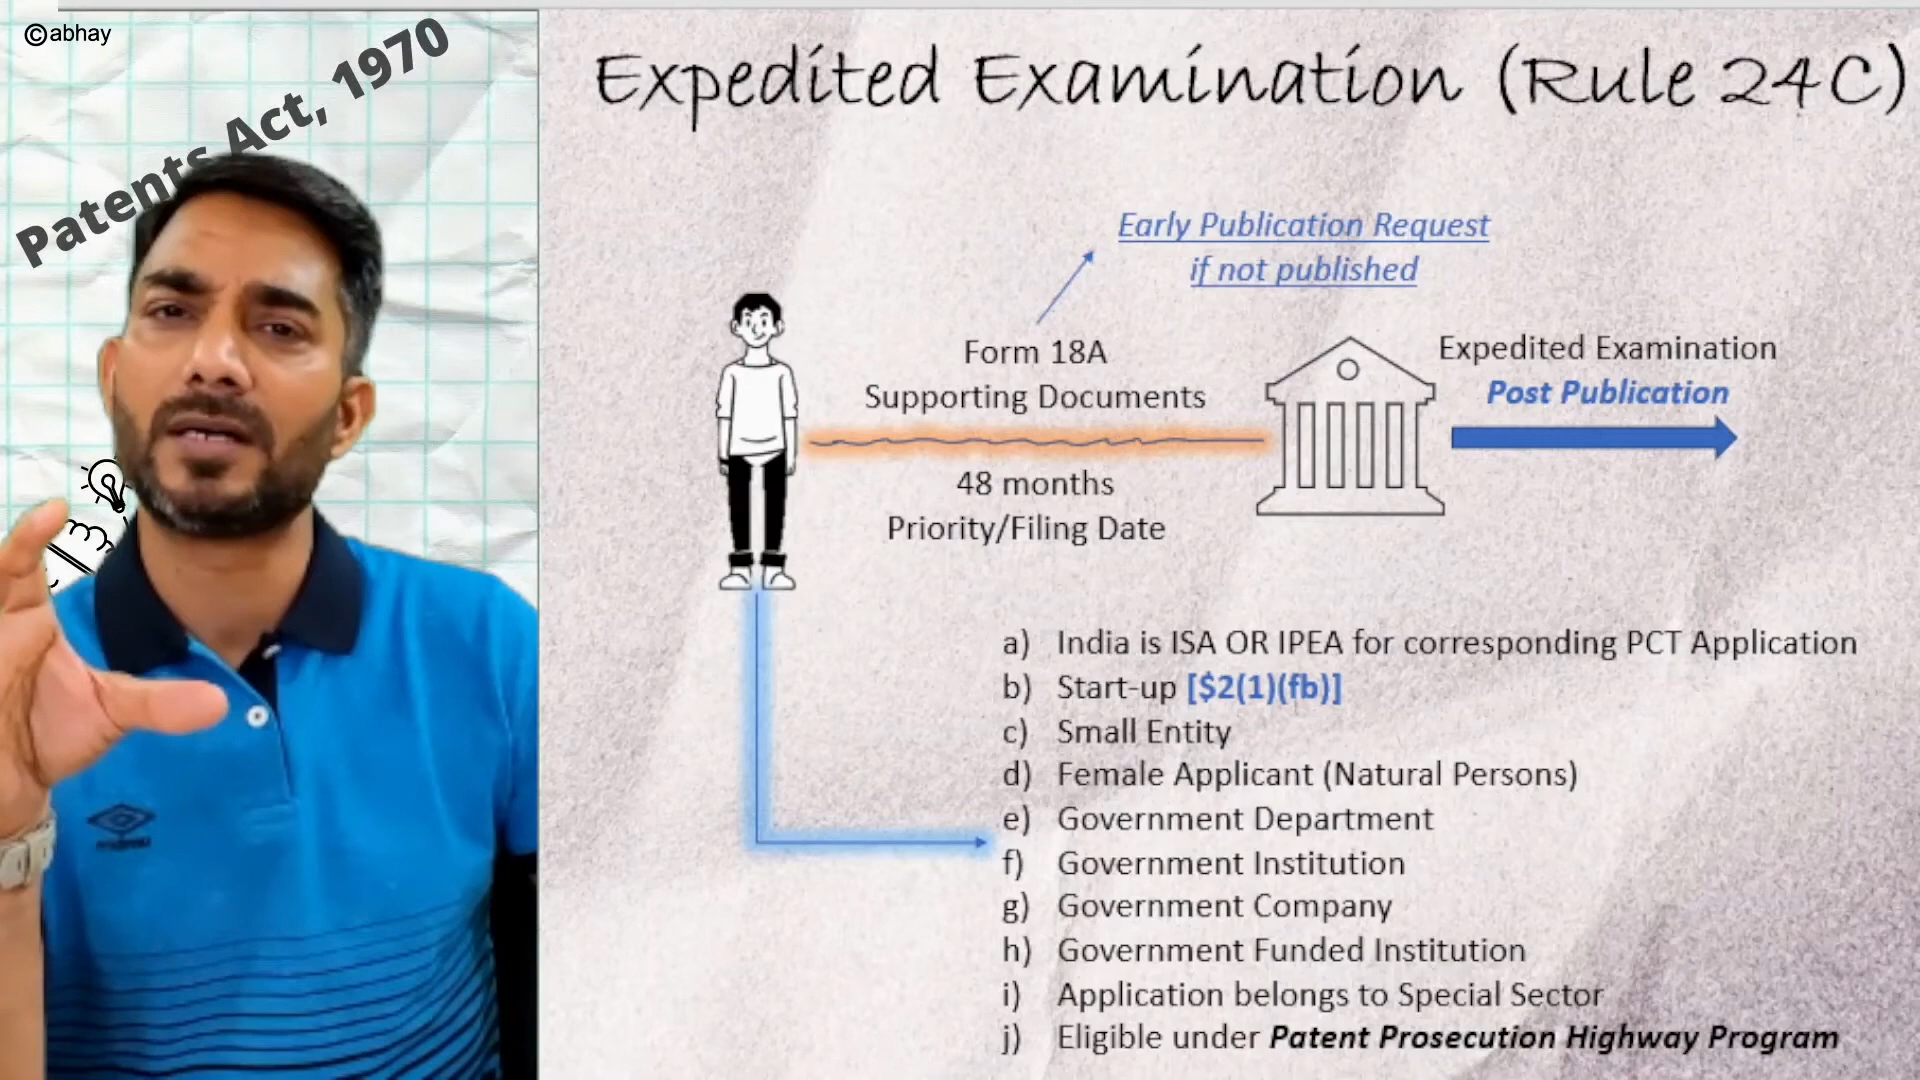 ©abhay
Patents Act, 1970
Expedited Examination (Rule 24C)
Early Publication Request
if not published
Form 18A
Supporting Documents
48 months
Priority/Filing Date
Expedited Examination
Post Publication
a) India is ISA OR IPEA for corresponding PCT Application
b) Start-up [$2(1)(fb)]
c) Small Entity
d) Female Applicant (Natural Persons)
e) Government Department
f) Government Institution
g) Government Company
h) Government Funded Institution
i) Application belongs to Special Sector
j) Eligible under Patent Prosecution Highway Program